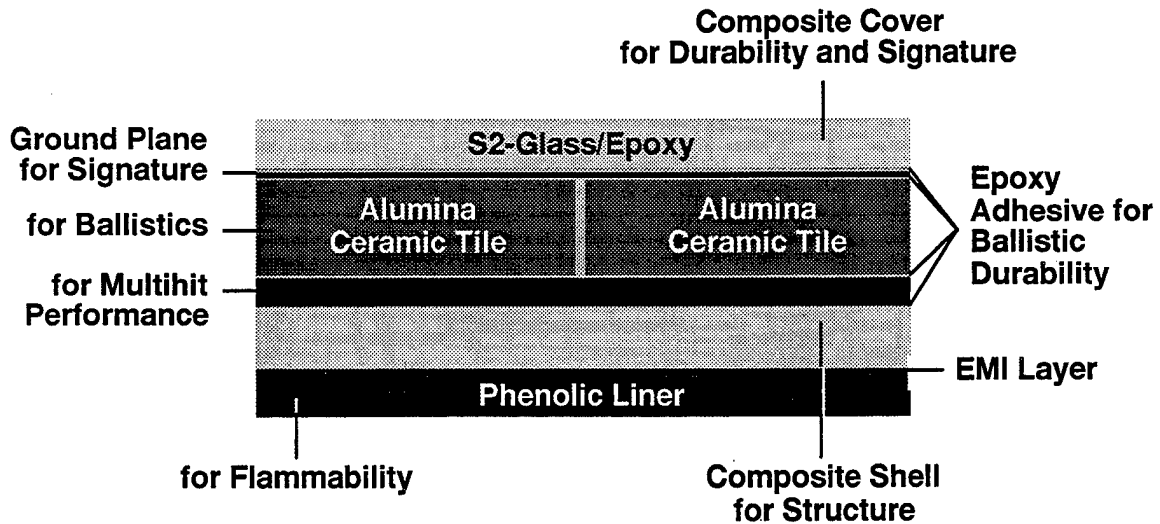 Composite Cover
for Durability and Signature
Ground Plane
for Signature
S2-Glass/Epoxy
for Ballistics
Alumina
Ceramic Tile
Alumina
Ceramic Tile
Epoxy
Adhesive for
Ballistic
Durability
for Multihit
Performance
EMI Layer
Phenolic Liner
for Flammability
Composite Shell
for Structure